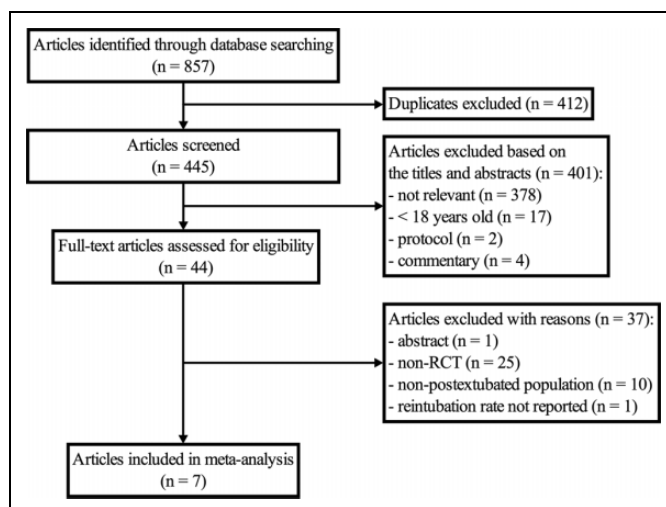 Articles identified through database searching
(n = 857)
Duplicates excluded (n = 412)
Articles screened
(n = 445)
Articles excluded based on
the titles and abstracts (n = 401):
- not relevant (n = 378)
- < 18 years old (n = 17)
- protocol (n = 2)
- commentary (n = 4)
Full-text articles assessed for eligibility
(n = 44)
Articles excluded with reasons (n = 37):
- abstract (n = 1)
- non-RCT (n = 25)
- non-postextubated population (n = 10)
- reintubation rate not reported (n = 1)
Articles included in meta-analysis
(n = 7)